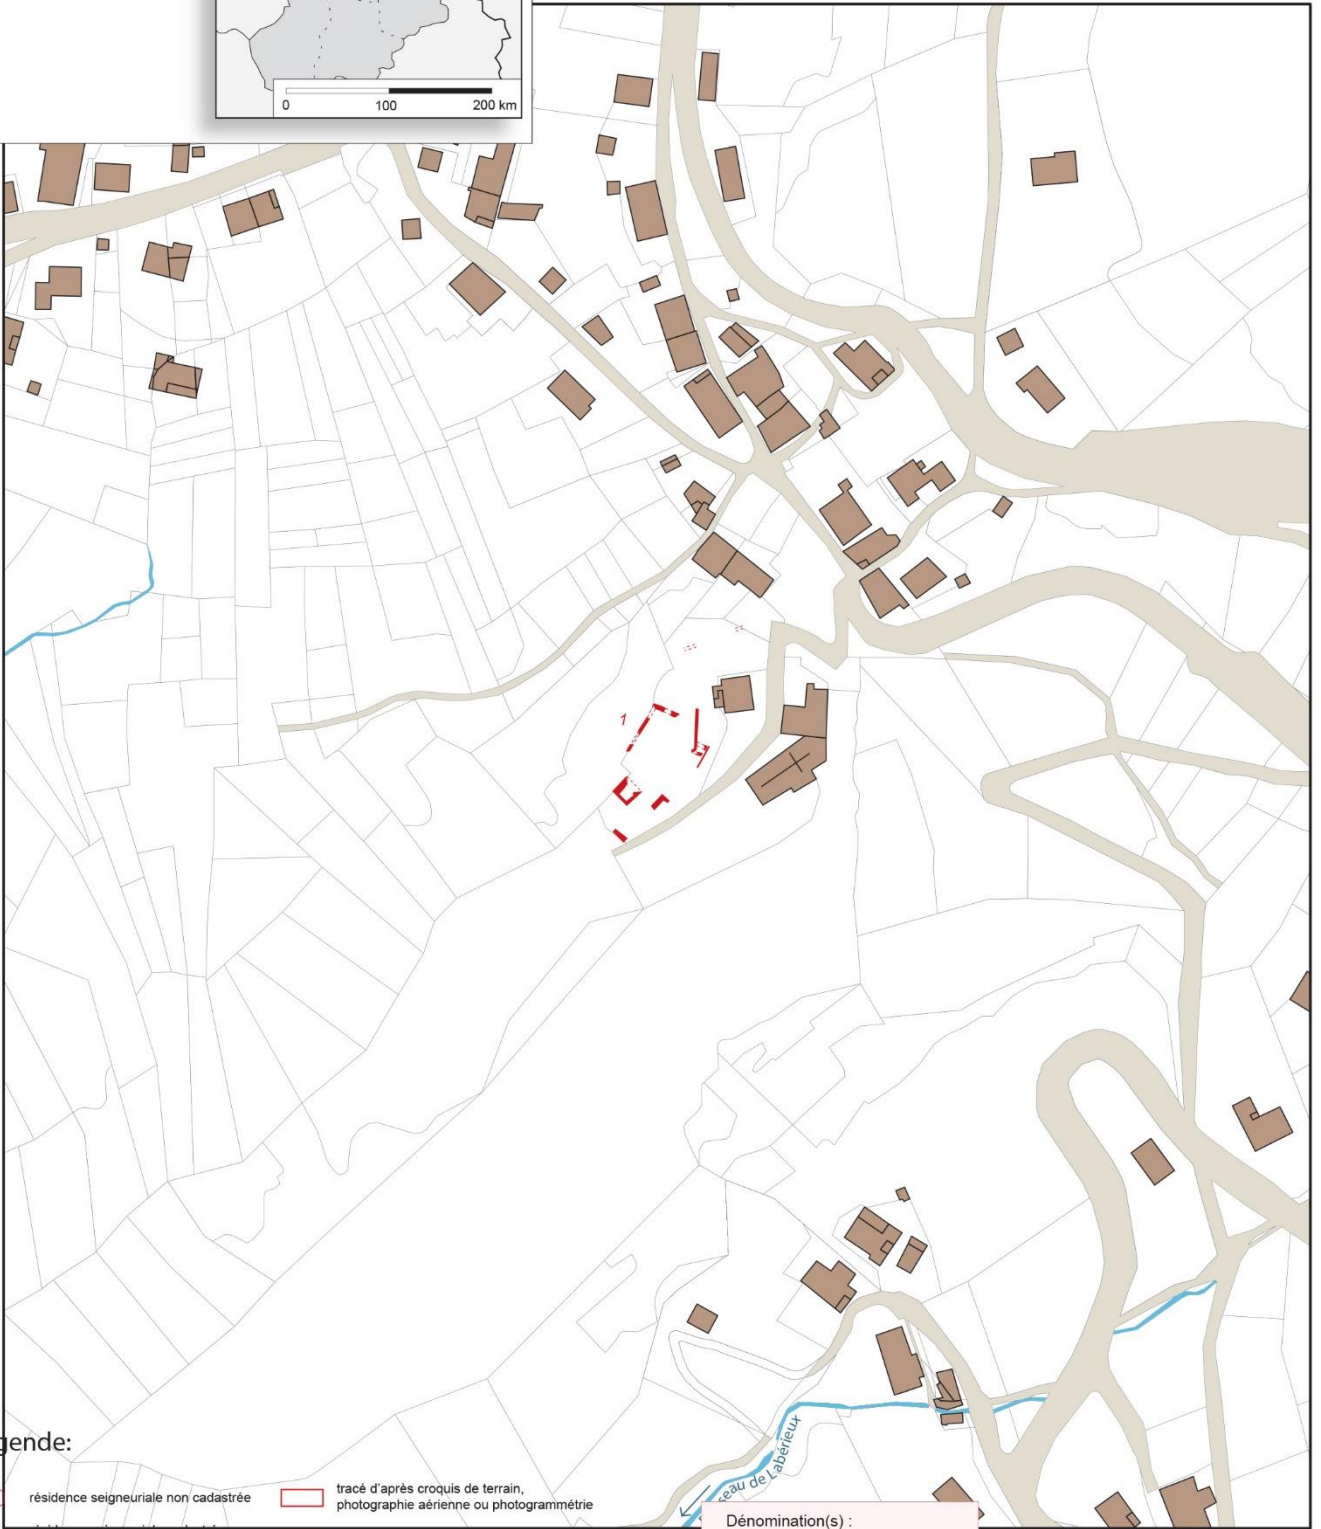 0 100 200 km
1
gende:
résidence seigneuriale non cadastrée
tracé d'après croquis de terrain,
photographie aérienne ou photogrammétrie
seau de Labérieux
Dénomination(s) :